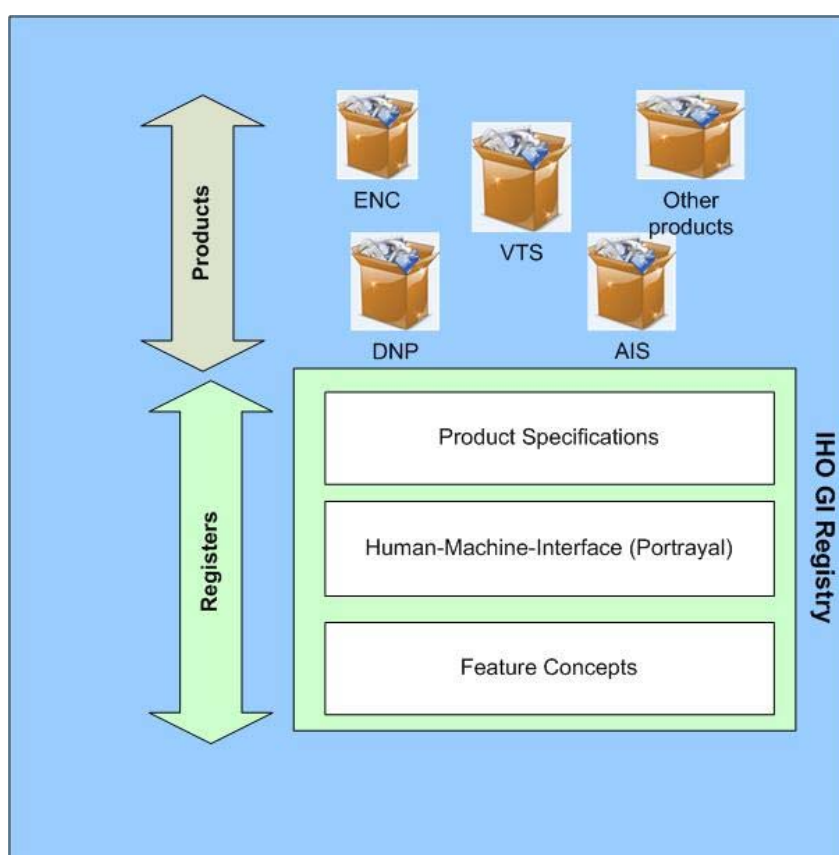 Products
ENC
VTS
Other
products
DNP
AIS
Registers
Product Specifications
Human-Machine-Interface (Portrayal)
Feature Concepts
IHO GI Registry